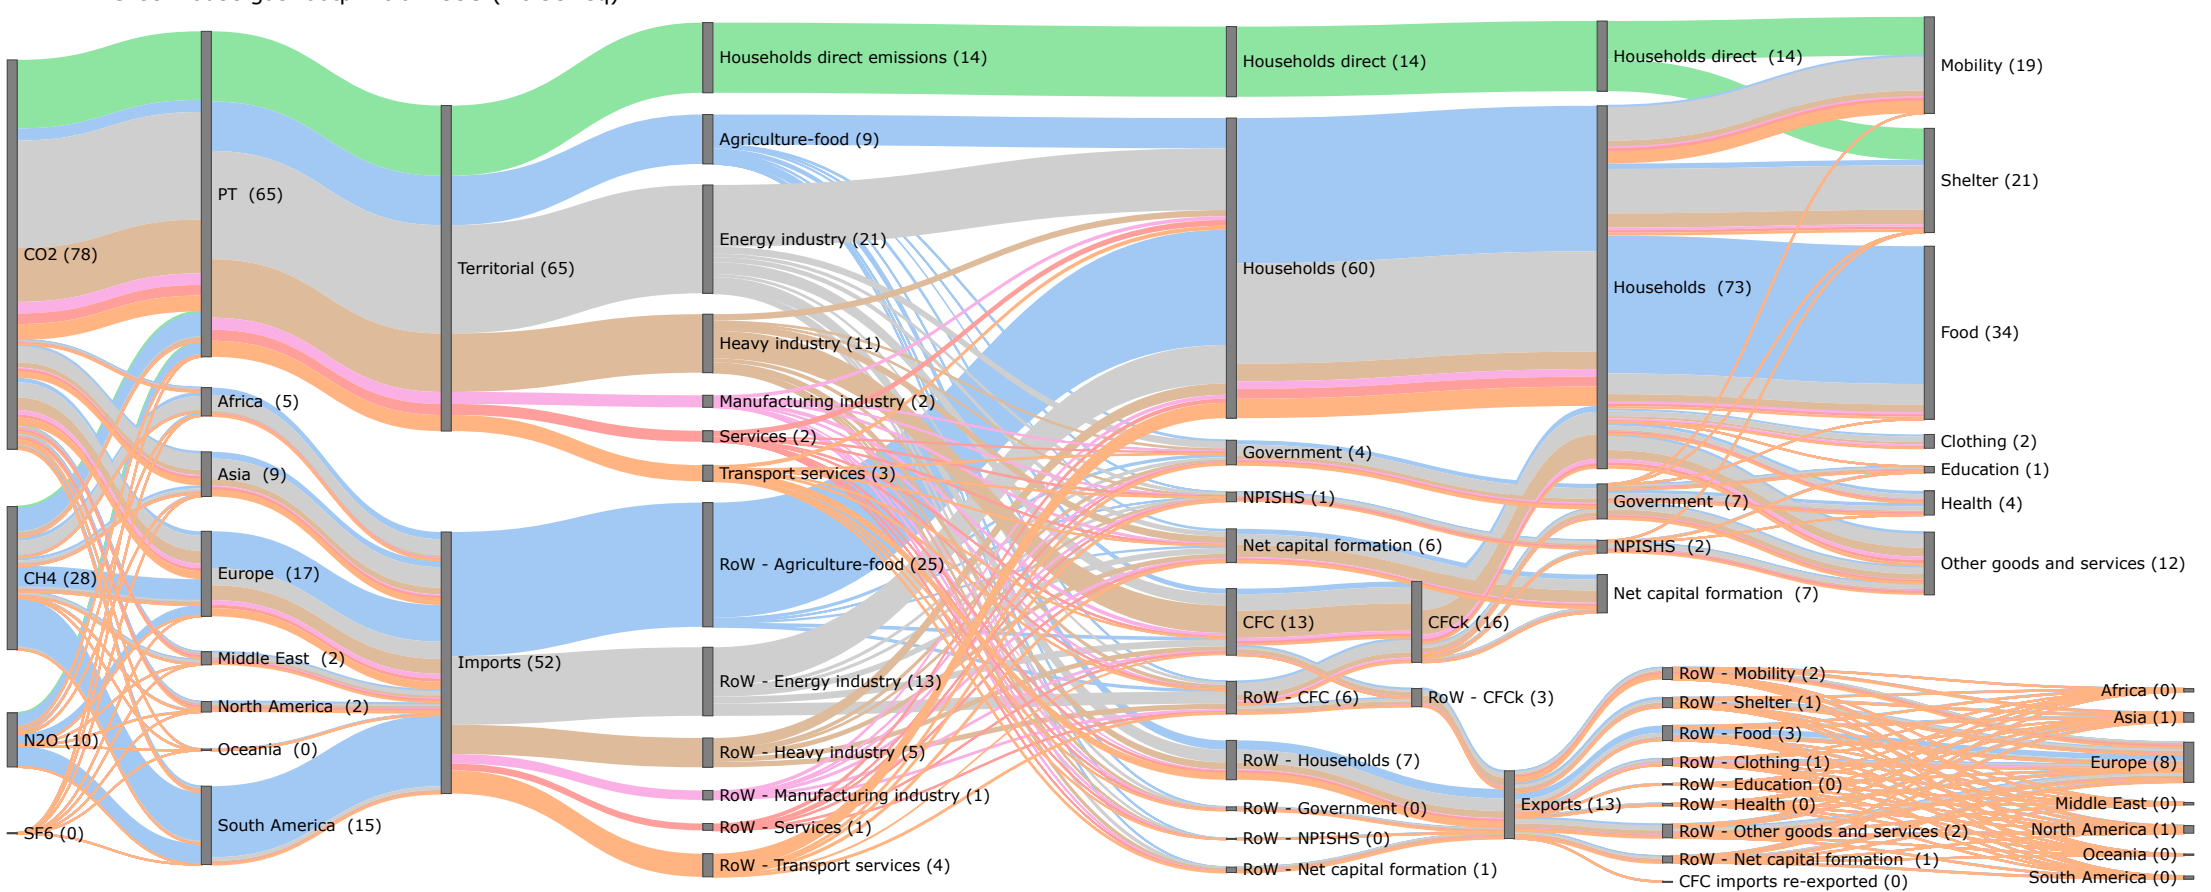 CO2 (78)
CH4 (28)
N2O (10)
SF6 (0)
PT (65)
Africa (5)
Asia (9)
Europe (17)
Middle East (2)
North America (2)
Oceania (0)
South America (15)
Territorial (65)
Imports (52)
Households direct emissions (14)
Agriculture-food (9)
Energy industry (21)
Heavy industry (11)
Manufacturing industry (2)
Services (2)
Transport services (3)
RoW - Agriculture-food (25)
RoW - Energy industry (13)
RoW - Heavy industry (5)
RoW - Manufacturing industry (1)
RoW - Services (1)
RoW - Transport services (4)
Households direct (14)
Households (60)
Government (4)
NPISHS (1)
Net capital formation (6)
CFC (13)
RoW - CFC (6)
RoW - Households (7)
RoW - Government (0)
RoW - NPISHS (0)
RoW - Net capital formation (1)
CFCk (16)
RoW - CFCk (3)
Exports (13)
Households direct (14)
Households (73)
Government (7)
NPISHS (2)
Net capital formation (7)
RoW - Mobility (2)
RoW - Shelter (1)
RoW - Food (3)
RoW - Clothing (1)
RoW - Education (0)
RoW - Health (0)
RoW - Other goods and services (2)
RoW - Net capital formation (1)
CFC imports re-exported (0)
Mobility (19)
Shelter (21)
Food (34)
Clothing (2)
Education (1)
Health (4)
Other goods and services (12)
Africa (0)
Asia (1)
Europe (8)
Middle East (0)
North America (1)
Oceania (0)
South America (0)